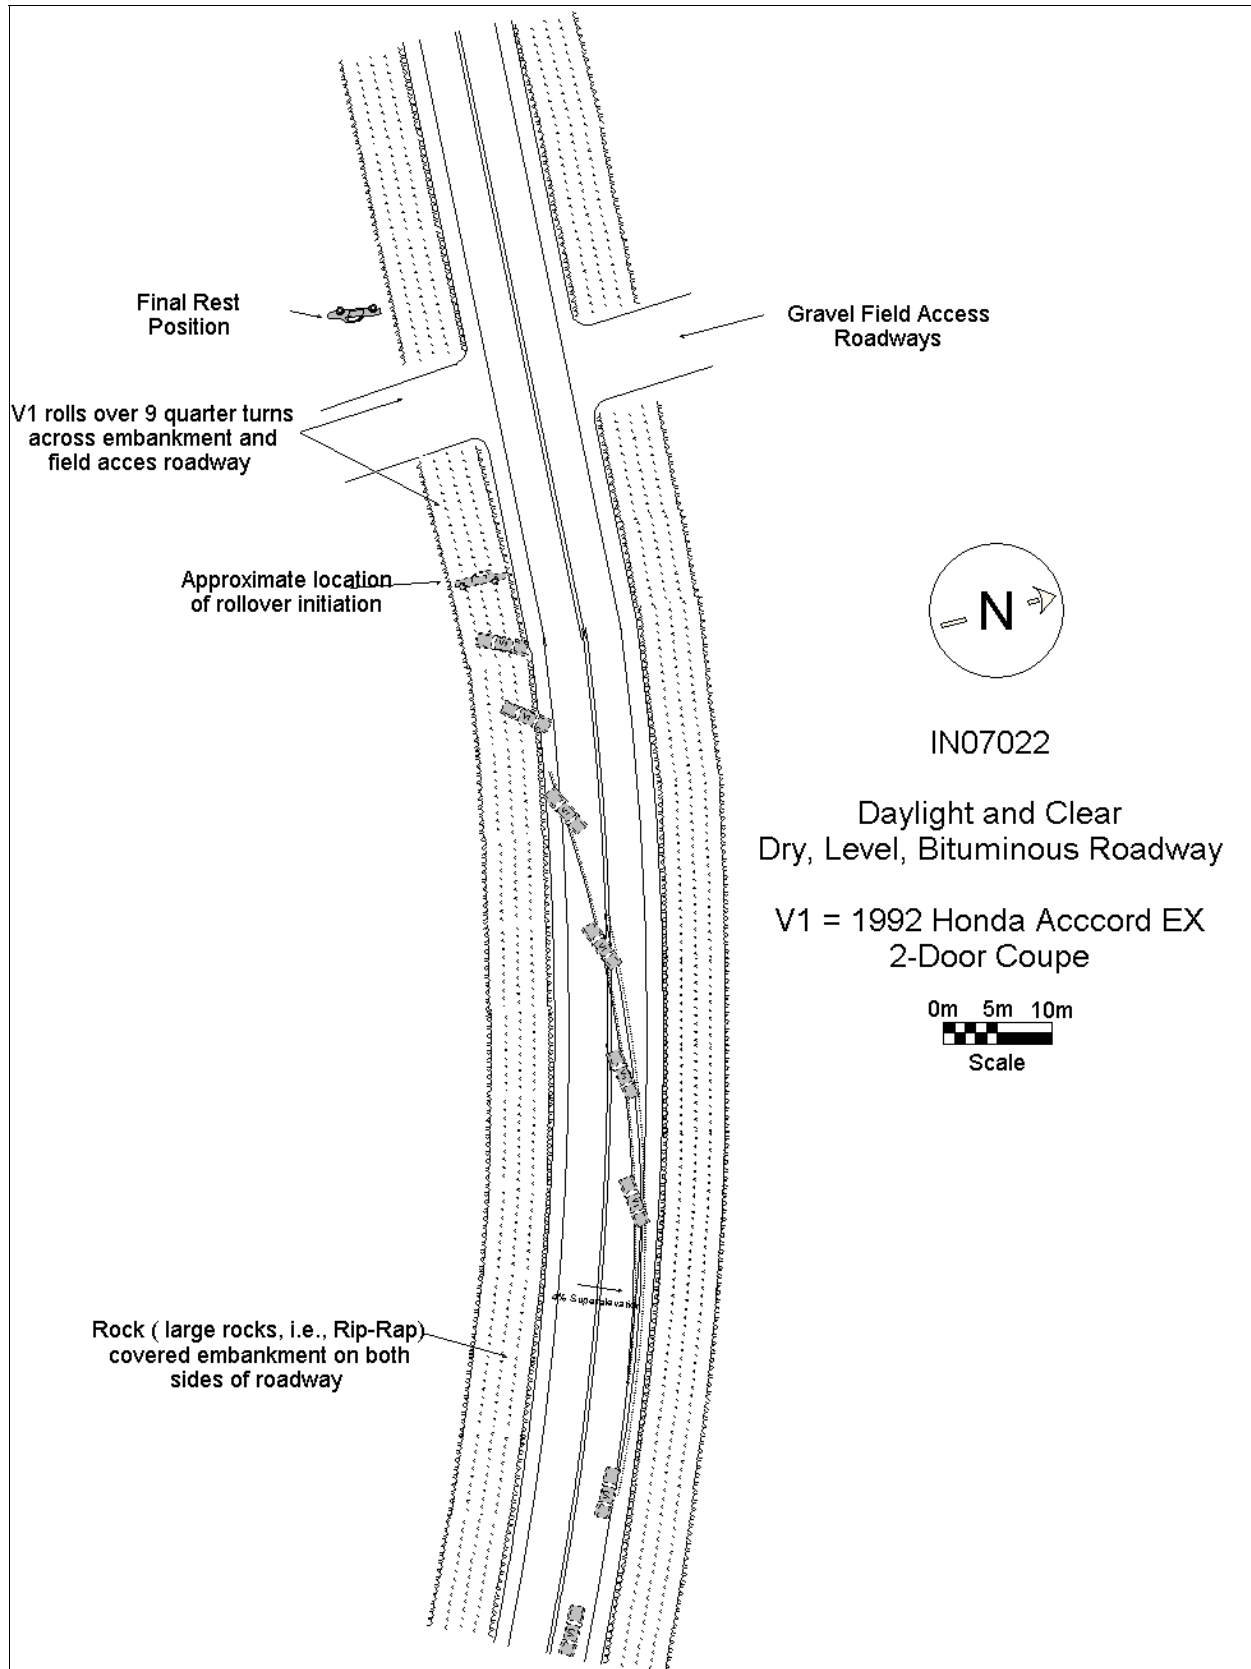 Final Rest
Position
Gravel Field Access
Roadways
V1 rolls over 9 quarter turns
across embankment and
field acces roadway
Approximate location
of rollover initiation
N
IN07022
Daylight and Clear
Dry, Level, Bituminous Roadway
V1 = 1992 Honda Acccord EX
2-Door Coupe
0m 5m 10m
Scale
Superelevation
Rock ( large rocks, i.e., Rip-Rap)
covered embankment on both
sides of roadway